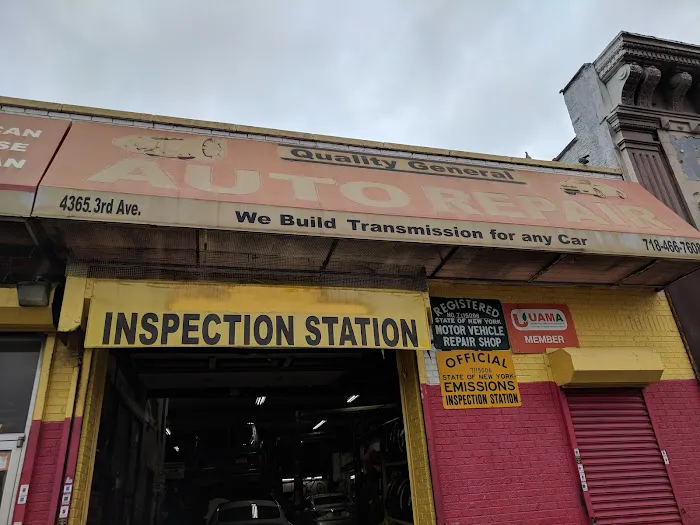 CAN
SE
AN
Quality General
AUTO REPAIR
4365 3rd Ave.
We Build Transmission for any Car
718-466-7608
INSPECTION STATION
REGISTERED
STATE OF NEW YORK
MOTOR VEHICLE
REPAIR SHOP
OFFICIAL
STATE OF NEW YORK
EMISSIONS
INSPECTION STATION
UAMA
MEMBER